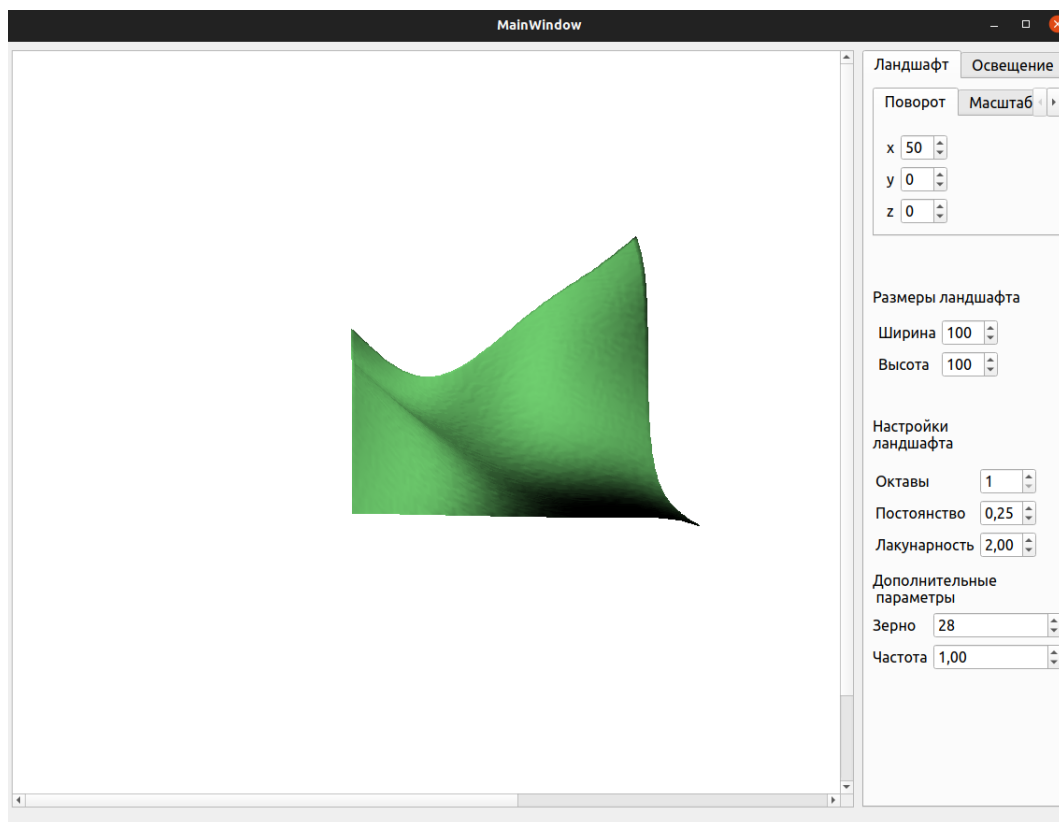 MainWindow
Ландшафт Освещение
Поворот Масштаб
x 50
y 0
z 0
Размеры ландшафта
Ширина 100
Высота 100
Настройки
ландшафта
Октавы 1
Постоянство 0,25
Лакунарность 2,00
Дополнительные
параметры
Зерно 28
Частота 1,00